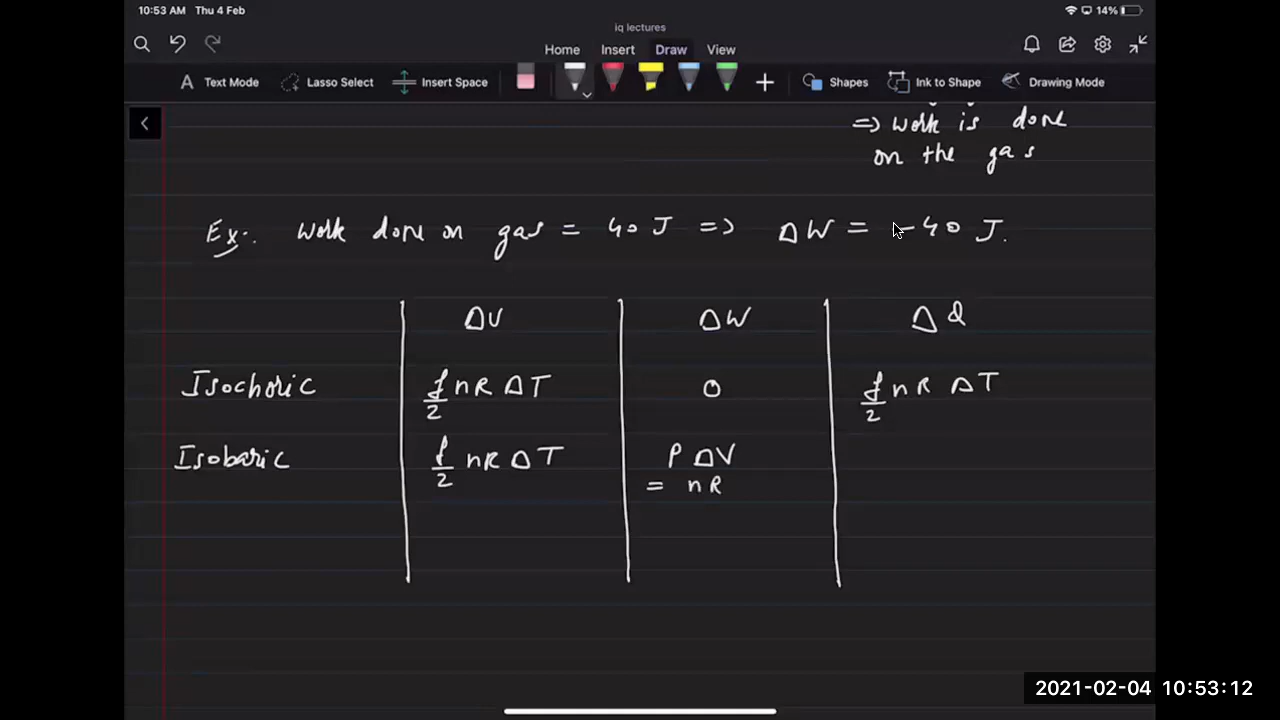 10:53 AM Thu 4 Feb 14%
iq lectures
Home Insert Draw View
Text Mode Lasso Select Insert Space Shapes Ink to Shape Drawing Mode
=> work is done
on the gas
Ex:. Work done on gas = 40 J => ΔW = -40 J.
ΔU ΔW ΔQ
Isochoric f/2 nR ΔT 0 f/2 nR ΔT
Isobaric f/2 nR ΔT P ΔV
= nR
2021-02-04 10:53:12